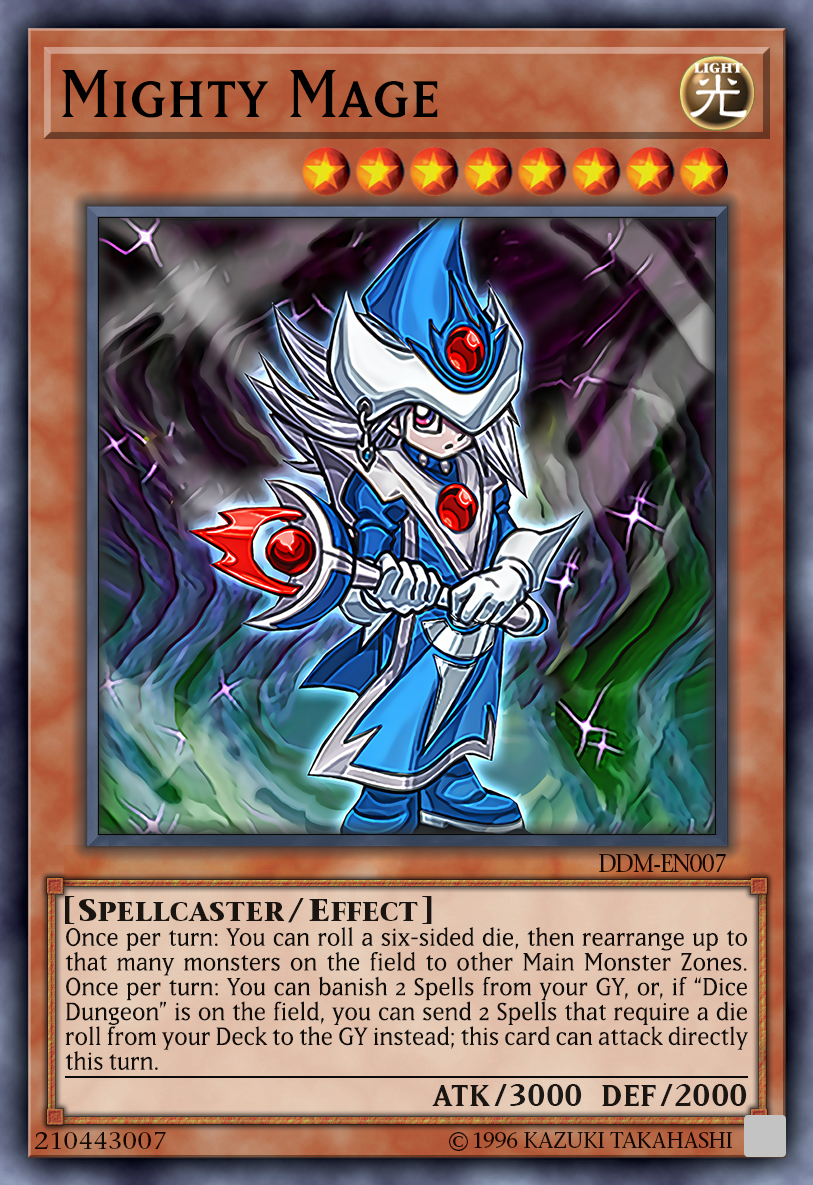 Mighty Mage
LIGHT
光
DDM-EN007
[Spellcaster/Effect]
Once per turn: You can roll a six-sided die, then rearrange up to
that many monsters on the field to other Main Monster Zones.
Once per turn: You can banish 2 Spells from your GY, or, if “Dice
Dungeon” is on the field, you can send 2 Spells that require a die
roll from your Deck to the GY instead; this card can attack directly
this turn.
ATK/3000 DEF/2000
210443007
© 1996 KAZUKI TAKAHASHI